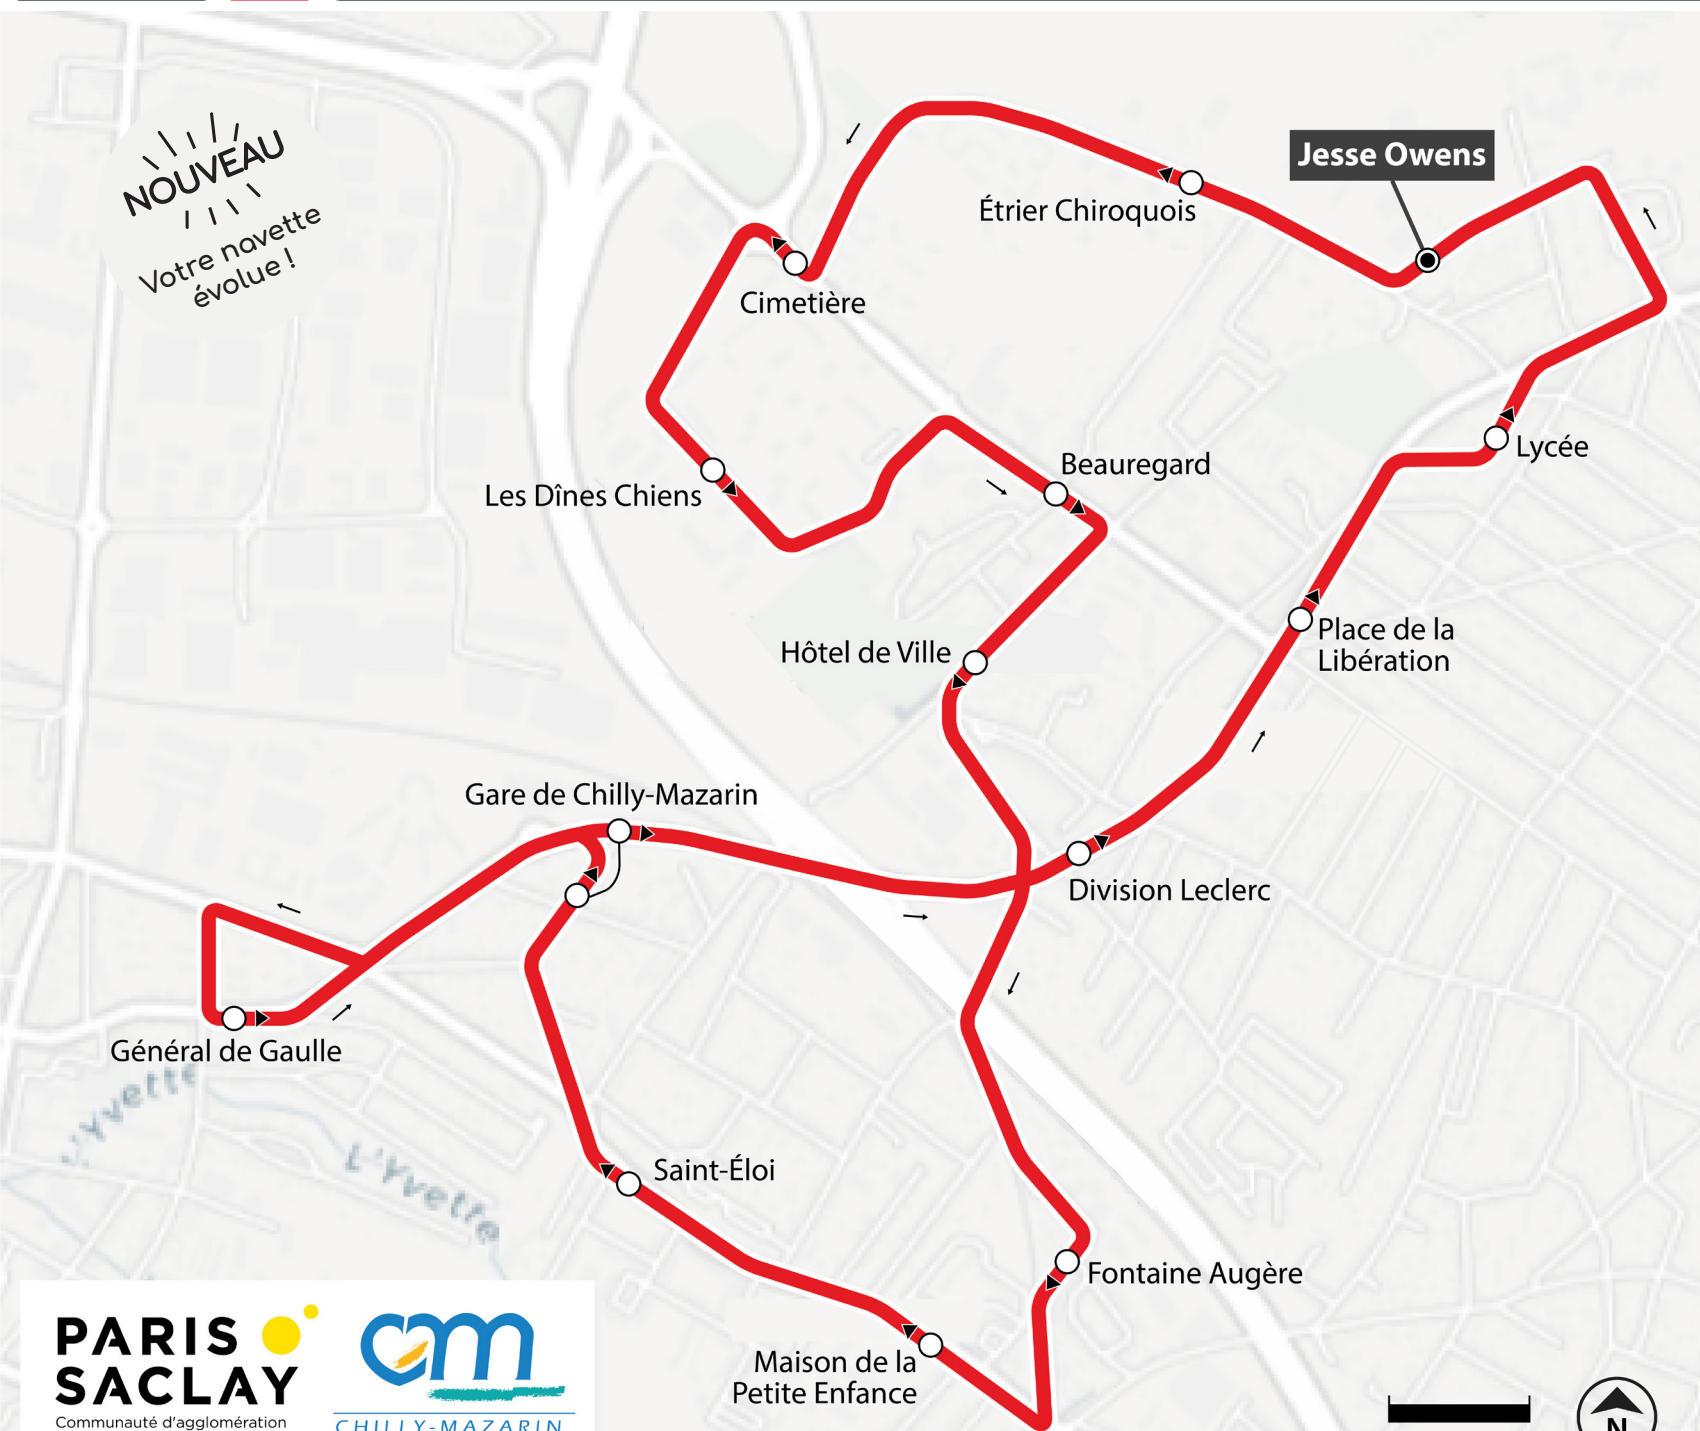 NOUVEAU
Votre navette
évolue !
Jesse Owens
Étrier Chiroquois
Cimetière
Lycée
Beauregard
Les Dînes Chiens
Place de la
Libération
Hôtel de Ville
Gare de Chilly-Mazarin
Division Leclerc
Général de Gaulle
L'Yvette
L'Yvette
Saint-Éloi
Fontaine Augère
Maison de la
Petite Enfance
PARIS
SACLAY
Communauté d'agglomération
cm
CHILLY-MAZARIN
N